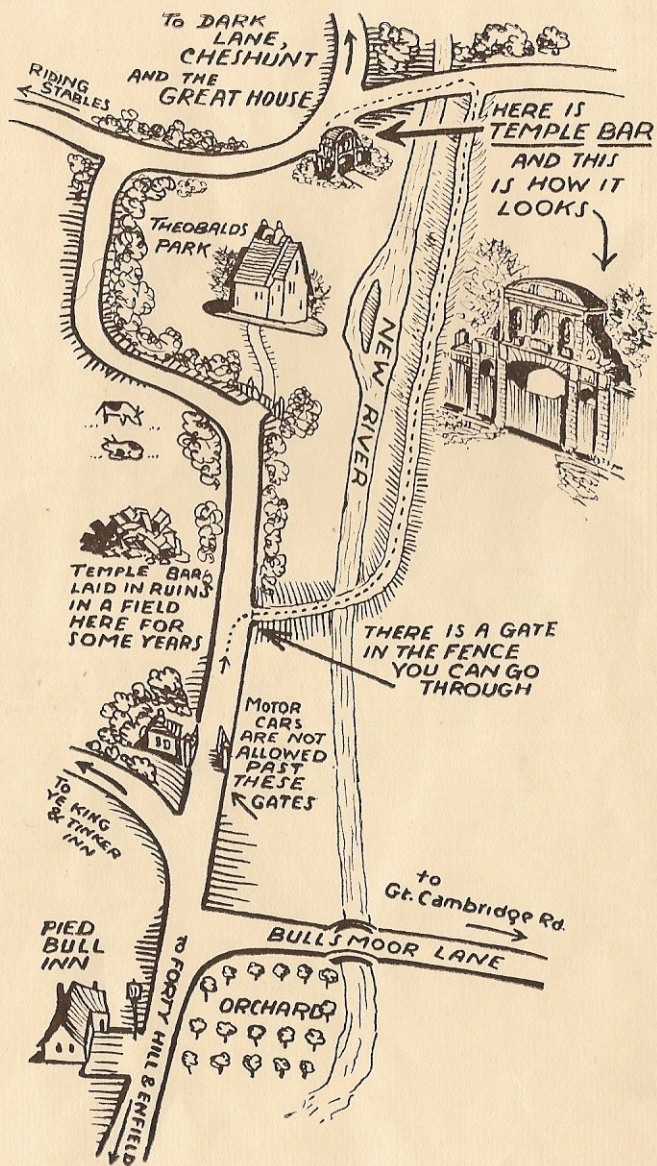 TO DARK
LANE,
CHESHUNT
AND THE
GREAT HOUSE
RIDING
STABLES
HERE IS
TEMPLE BAR
AND THIS
IS HOW IT
LOOKS
THEOBALDS
PARK
NEW RIVER
TEMPLE BAR
LAID IN RUINS
IN A FIELD
HERE FOR
SOME YEARS
THERE IS A GATE
IN THE FENCE
YOU CAN GO
THROUGH
MOTOR
CARS
ARE NOT
ALLOWED
PAST
THESE
GATES
TO
YE KING
& TINKER
INN
to
Gt. Cambridge Rd.
BULLSMOOR LANE
PIED
BULL
INN
TO FORTY HILL & ENFIELD
ORCHARD